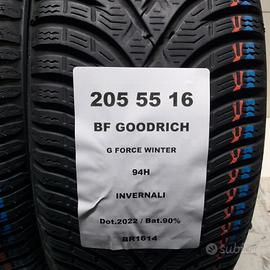 205 55 16
BF GOODRICH
G FORCE WINTER
94H
INVERNALI
Dot.2022 / Bat.90%
BR1614
subito